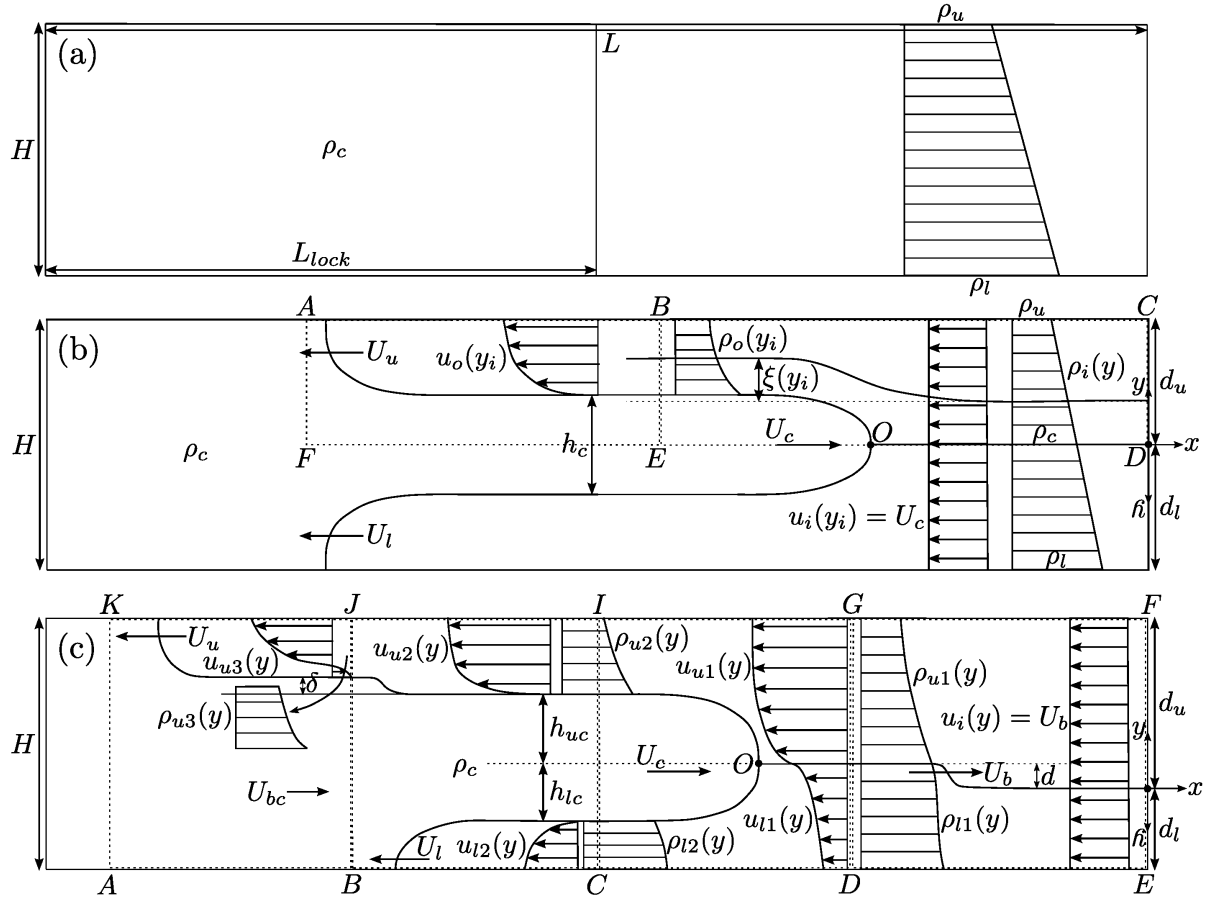 ρ_u
(a)
L
H
ρ_c
L_lock
ρ_l
A B ρ_u C
(b)
U_u u_o(y_i) ρ_o(y_i) ξ(y_i) ρ_i(y) y d_u
H ρ_c h_c U_c O ρ_c x
F E D
U_l u_i(y_i) = U_c y d_l
ρ_l
K J I G F
(c)
U_u u_u3(y) u_u2(y) ρ_u2(y) u_u1(y) ρ_u1(y) d_u
δ
ρ_u3(y) h_uc u_i(y) = U_b y
H ρ_c U_c O U_b d x
U_bc h_lc
U_l u_l2(y) ρ_l2(y) u_l1(y) ρ_l1(y) y d_l
A B C D E